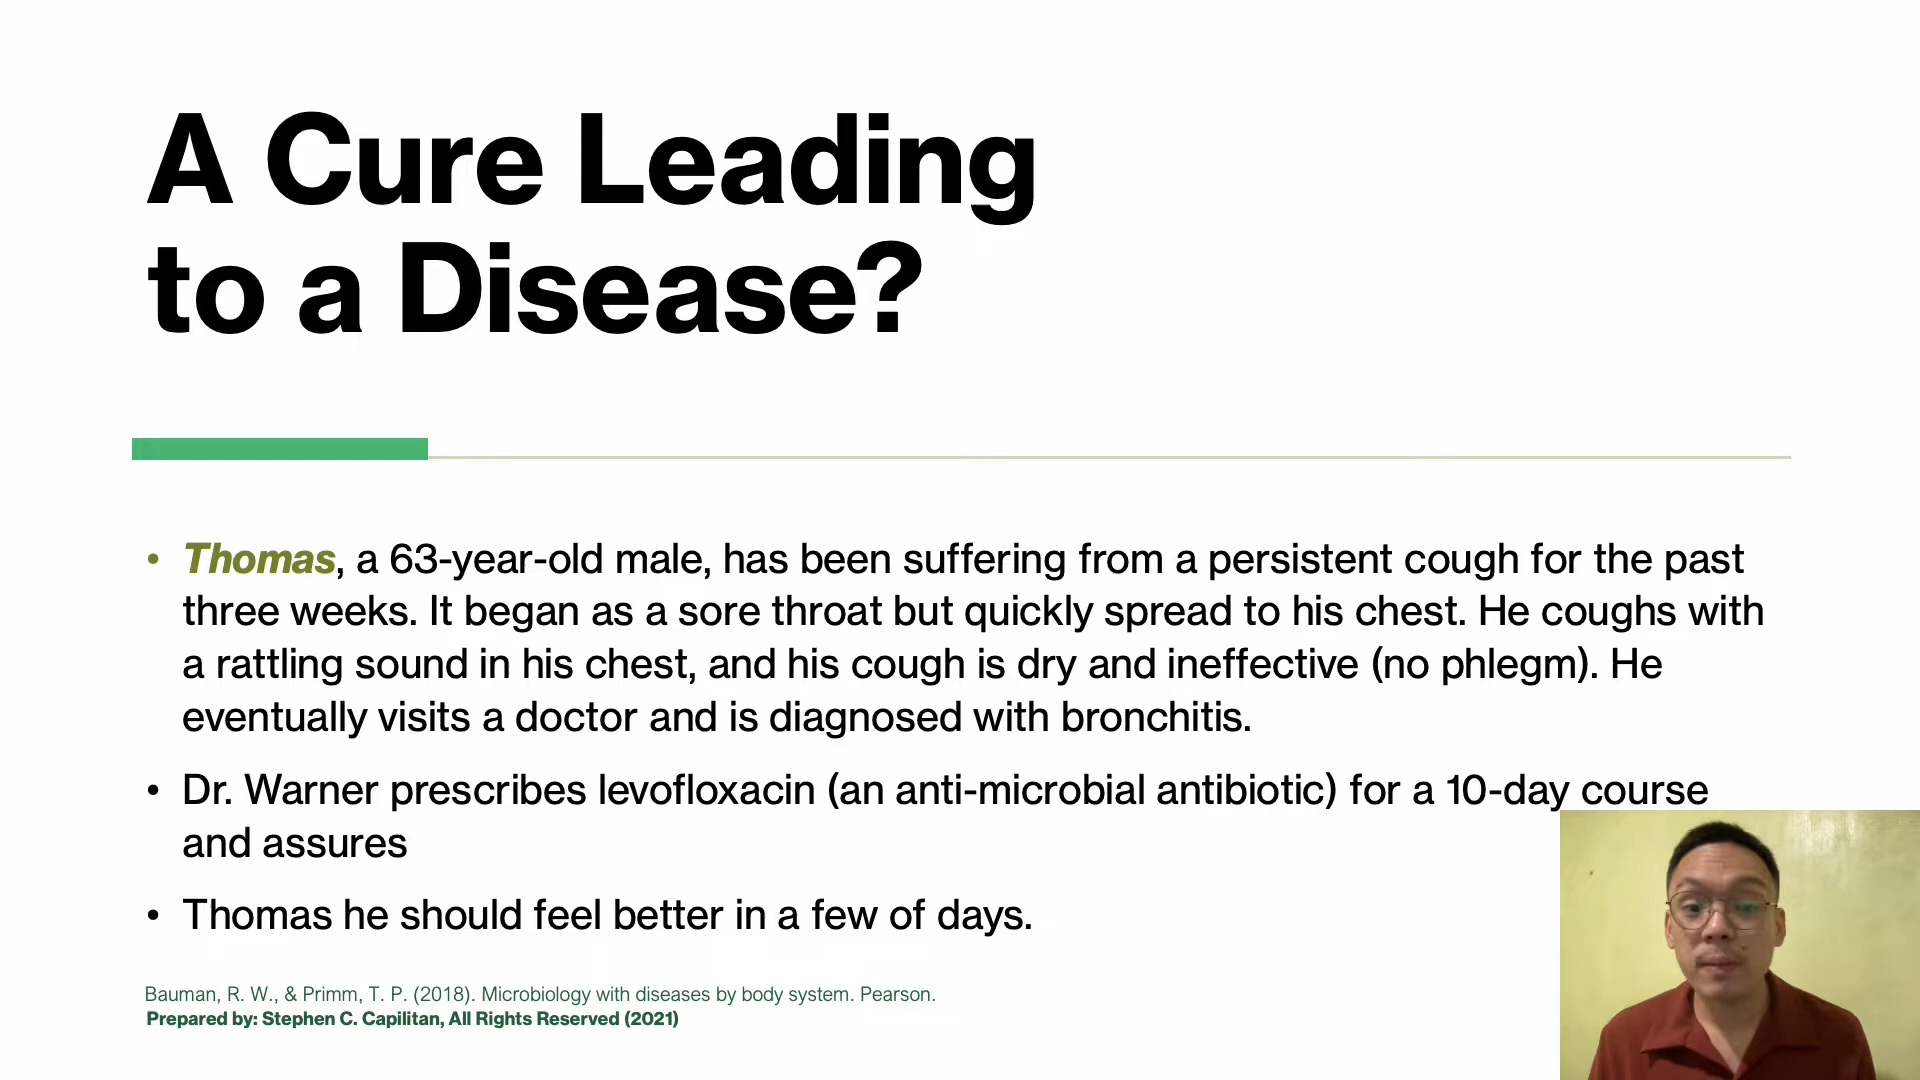 A Cure Leading
to a Disease?
• Thomas, a 63-year-old male, has been suffering from a persistent cough for the past
three weeks. It began as a sore throat but quickly spread to his chest. He coughs with
a rattling sound in his chest, and his cough is dry and ineffective (no phlegm). He
eventually visits a doctor and is diagnosed with bronchitis.
• Dr. Warner prescribes levofloxacin (an anti-microbial antibiotic) for a 10-day course
and assures
• Thomas he should feel better in a few of days.
Bauman, R. W., & Primm, T. P. (2018). Microbiology with diseases by body system. Pearson.
Prepared by: Stephen C. Capilitan, All Rights Reserved (2021)